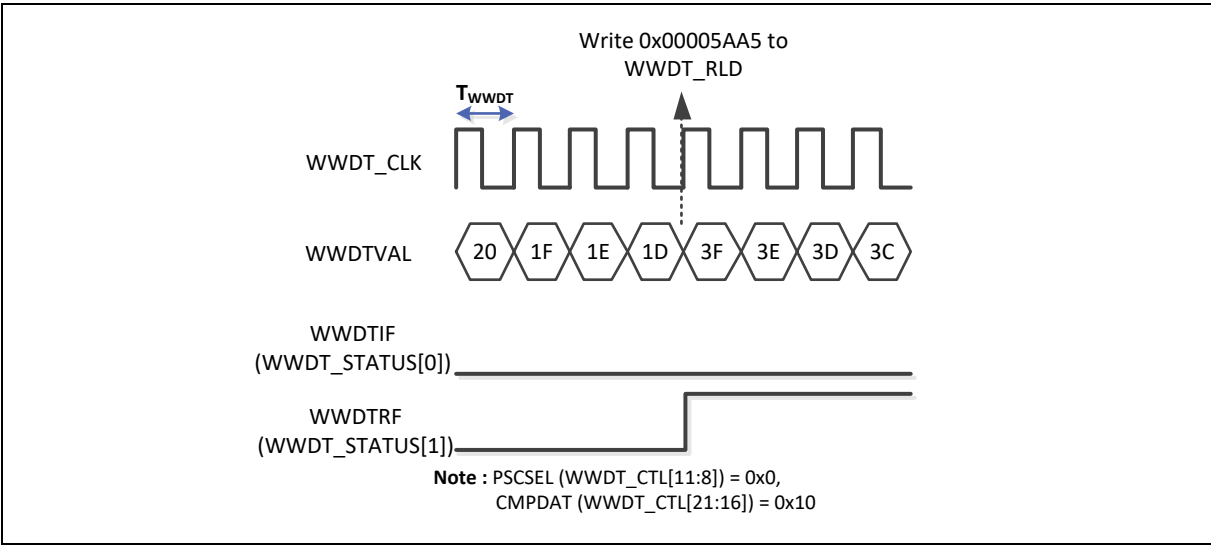 Write 0x00005AA5 to
WWDT_RLD
TWWDT
WWDT_CLK
WWDTVAL 20 1F 1E 1D 3F 3E 3D 3C
WWDTIF
(WWDT_STATUS[0])
WWDTRF
(WWDT_STATUS[1])
Note : PSCSEL (WWDT_CTL[11:8]) = 0x0,
CMPDAT (WWDT_CTL[21:16]) = 0x10